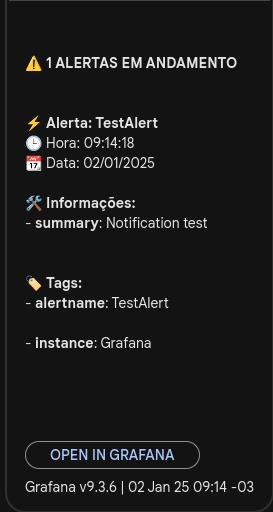 ⚠️ 1 ALERTAS EM ANDAMENTO
⚡ Alerta: TestAlert
🕒 Hora: 09:14:18
📆 Data: 02/01/2025
🛠️ Informações:
- summary: Notification test
🏷️ Tags:
- alertname: TestAlert
- instance: Grafana
OPEN IN GRAFANA
Grafana v9.3.6 | 02 Jan 25 09:14 -03